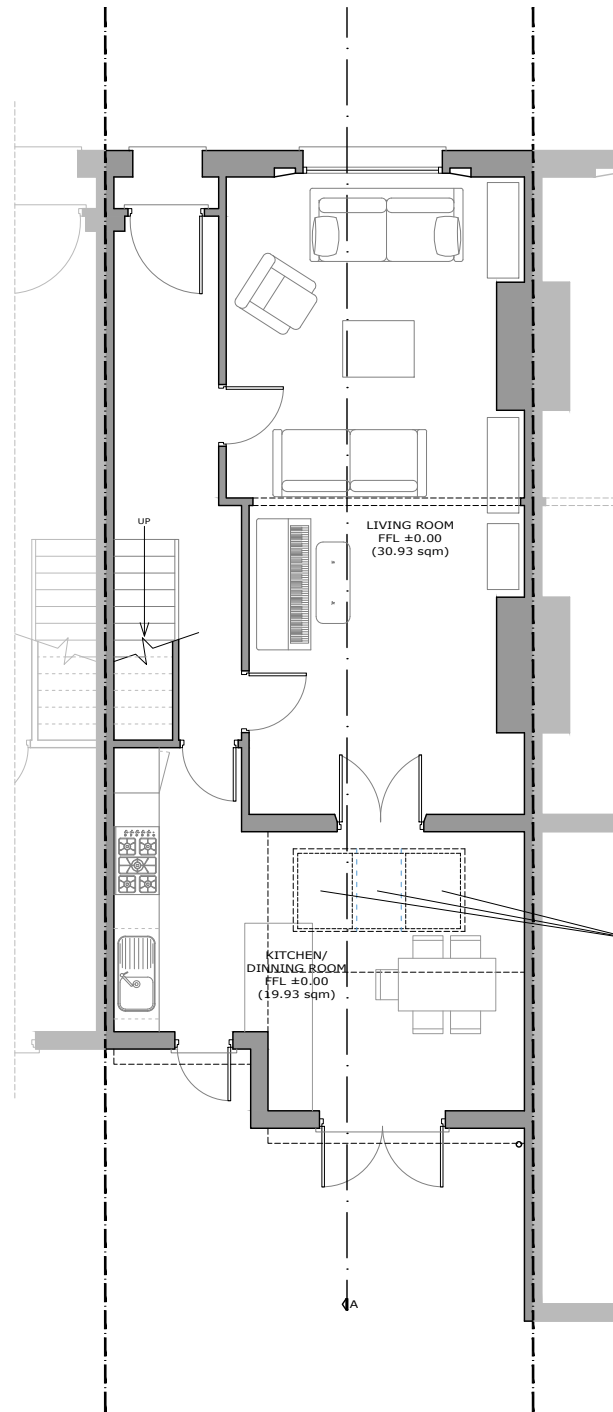 UP
LIVING ROOM
FFL ±0.00
(30.93 sqm)
KITCHEN/
DINNING ROOM
FFL ±0.00
(19.93 sqm)
A